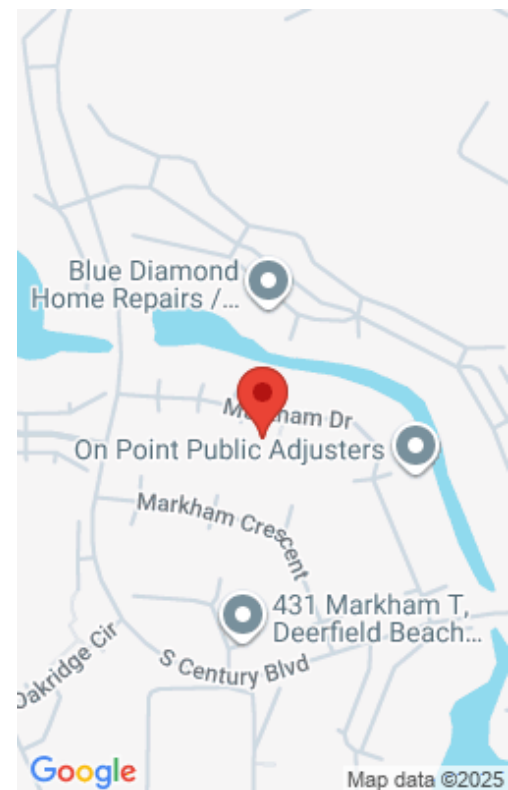 Blue Diamond
Home Repairs /...
Markham Dr
On Point Public Adjusters
Markham Crescent
431 Markham T,
Deerfield Beach...
Oakridge Cir
S Century Blvd
Google
Map data ©2025